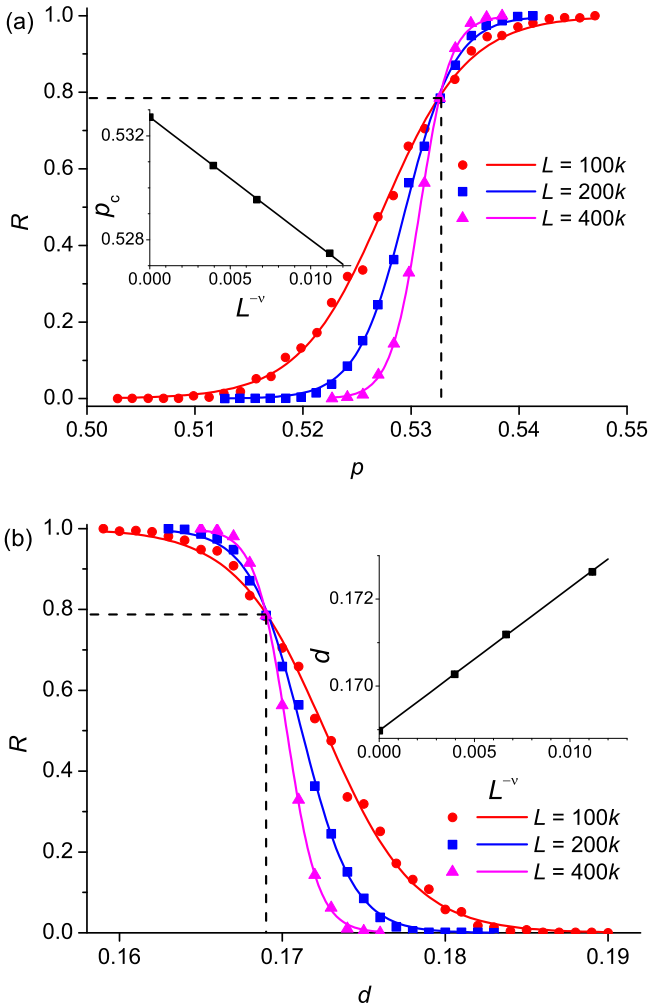 (a)
1.0
0.8
0.6
0.4
0.2
0.0
R
0.50
0.51
0.52
0.53
0.54
0.55
p
0.532
0.528
p_c
0.000
0.005
0.010
L^{-ν}
L = 100k
L = 200k
L = 400k
(b)
1.0
0.8
0.6
0.4
0.2
0.0
R
0.16
0.17
0.18
0.19
d
0.172
0.170
d
0.000
0.005
0.010
L^{-ν}
L = 100k
L = 200k
L = 400k